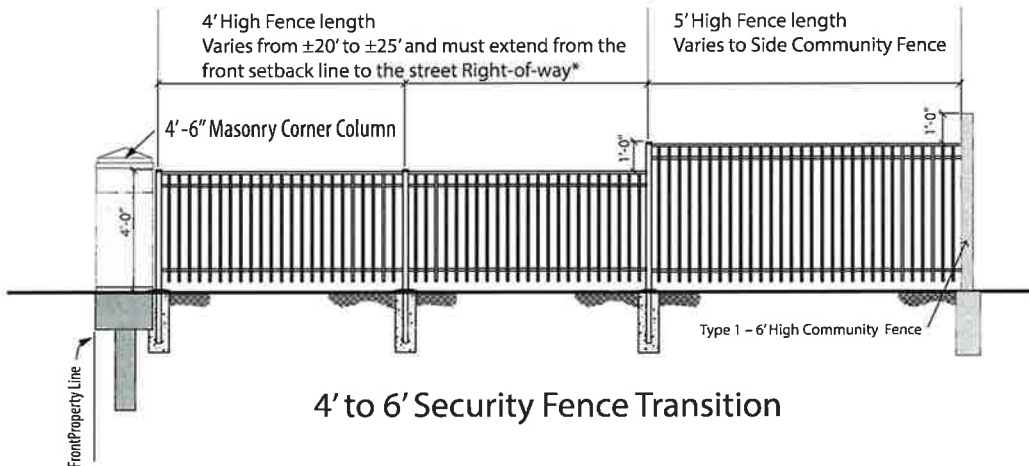 4' High Fence length
Varies from ±20' to ±25' and must extend from the
front setback line to the street Right-of-way*
5' High Fence length
Varies to Side Community Fence
4'-6" Masonry Corner Column
1'-0"
1'-0"
4'-0"
Type 1 – 6' High Community Fence
FrontProperty Line
4' to 6' Security Fence Transition